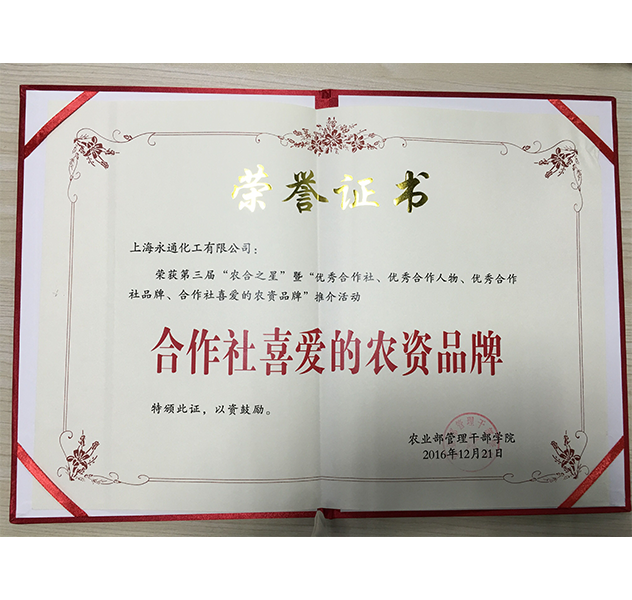 荣誉证书
上海永通化工有限公司：
荣获第三届“农合之星”暨“优秀合作社、优秀合作人物、优秀合作
社品牌、合作社喜爱的农资品牌”推介活动
合作社喜爱的农资品牌
特颁此证，以资鼓励。
农业部管理干部学院
2016年12月21日